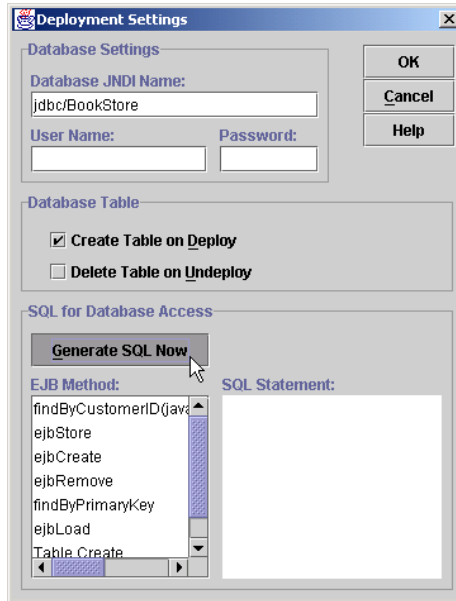 Deployment Settings
Database Settings
Database JNDI Name:
jdbc/BookStore
User Name: Password:
OK
Cancel
Help
Database Table
Create Table on Deploy
Delete Table on Undeploy
SQL for Database Access
Generate SQL Now
EJB Method: SQL Statement:
findByCustomerID(java
ejbStore
ejbCreate
ejbRemove
findByPrimaryKey
ejbLoad
Table Create